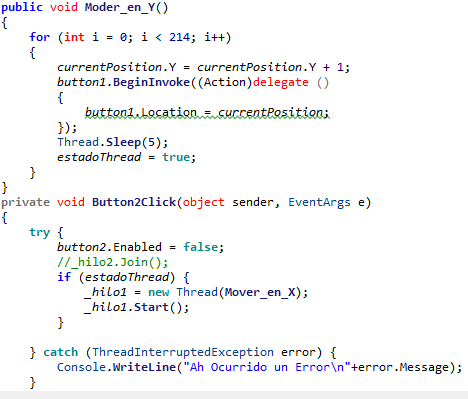 public void Moder_en_Y()
{
for (int i = 0; i < 214; i++)
{
currentPosition.Y = currentPosition.Y + 1;
button1.BeginInvoke((Action)delegate ()
{
button1.Location = currentPosition;
});
Thread.Sleep(5);
estadoThread = true;
}
}
private void Button2Click(object sender, EventArgs e)
{
try {
button2.Enabled = false;
//_hilo2.Join();
if (estadoThread) {
_hilo1 = new Thread(Mover_en_X);
_hilo1.Start();
}
} catch (ThreadInterruptedException error) {
Console.WriteLine("Ah Ocurrido un Error\n"+error.Message);
}